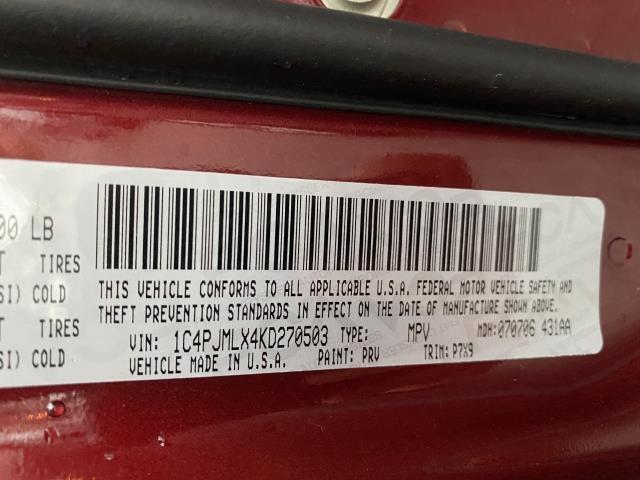 00 LB
TIRES
SI) COLD
TIRES
SI) COLD
THIS VEHICLE CONFORMS TO ALL APPLICABLE U.S.A. FEDERAL MOTOR VEHICLE SAFETY AND
THEFT PREVENTION STANDARDS IN EFFECT ON THE DATE OF MANUFACTURE SHOWN ABOVE.
VIN: 1C4PJMLX4KD270503 TYPE: MPV MDH: 070706 431AA
VEHICLE MADE IN U.S.A. PAINT: PRV TRIM: P7X9